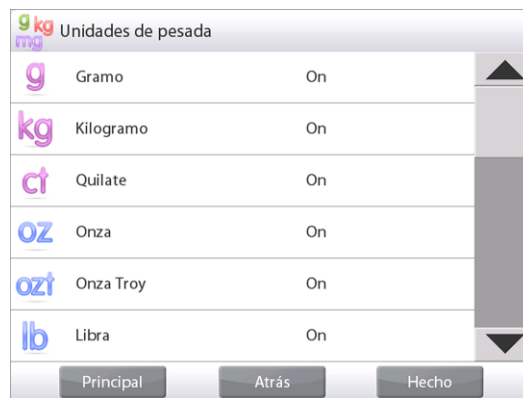 g kg mg Unidades de pesada
g Gramo On
kg Kilogramo On
ct Quilate On
oz Onza On
ozt Onza Troy On
lb Libra On
Principal Atrás Hecho